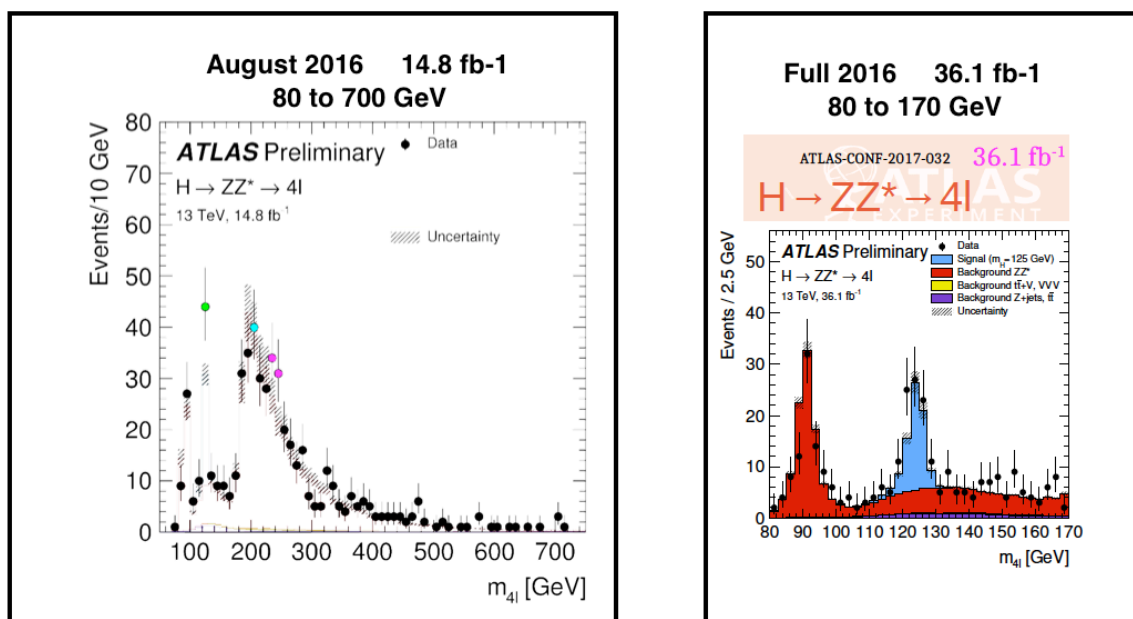 August 2016 14.8 fb-1
80 to 700 GeV
80
70
60
50
40
30
20
10
0
Events/10 GeV
ATLAS Preliminary
Data
H → ZZ* → 4l
13 TeV, 14.8 fb-1
Uncertainty
100 200 300 400 500 600 700
m4l [GeV]
Full 2016 36.1 fb-1
80 to 170 GeV
ATLAS-CONF-2017-032 36.1 fb-1
ATLAS
H → ZZ* → 4l
EXPERIMENT
50
40
30
20
10
0
Events / 2.5 GeV
ATLAS Preliminary
H → ZZ* → 4l
13 TeV, 36.1 fb-1
Data
Signal (mH=125 GeV)
Background ZZ*
Background tt̄+V, VVV
Background Z+jets, tt̄
Uncertainty
80 90 100 110 120 130 140 150 160 170
m4l [GeV]